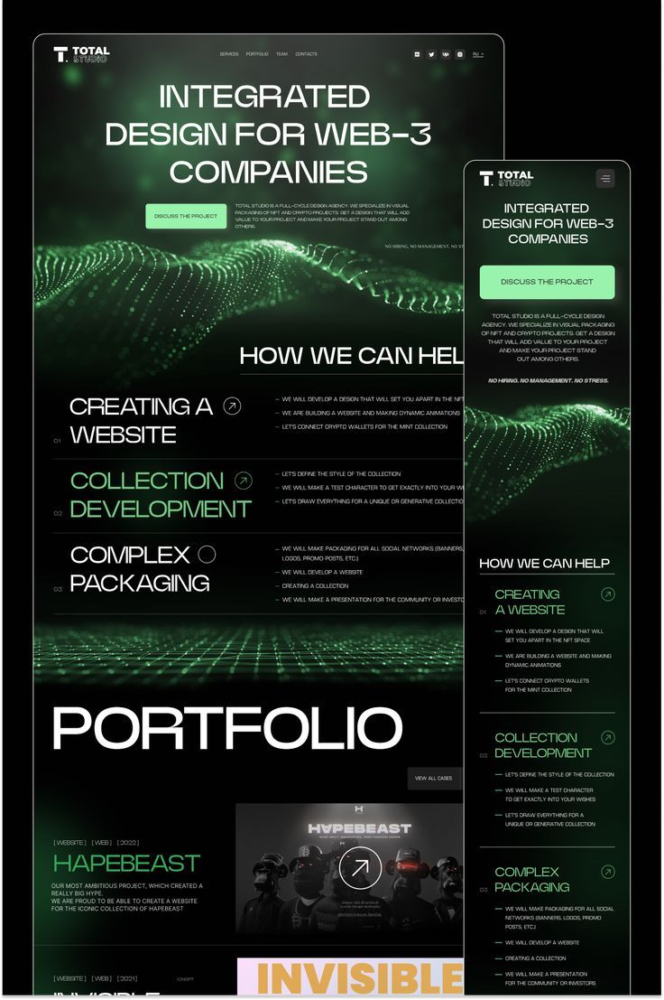 T. TOTAL
STUDIO
SERVICES PORTFOLIO TEAM CONTACTS
RU >
INTEGRATED
DESIGN FOR WEB-3
COMPANIES
DISCUSS THE PROJECT
TOTAL STUDIO IS A FULL-CYCLE DESIGN AGENCY. WE SPECIALIZE IN VISUAL
PACKAGING OF NFT AND CRYPTO PROJECTS. GET A DESIGN THAT WILL ADD
VALUE TO YOUR PROJECT AND MAKE YOUR PROJECT STAND OUT AMONG
OTHERS.
NO HIRING, NO MANAGEMENT, NO ST
HOW WE CAN HEL
01
CREATING A
WEBSITE
— WE WILL DEVELOP A DESIGN THAT WILL SET YOU APART IN THE NFT
— WE ARE BUILDING A WEBSITE AND MAKING DYNAMIC ANIMATIONS
— LET'S CONNECT CRYPTO WALLETS FOR THE MINT COLLECTION
02
COLLECTION
DEVELOPMENT
— LET'S DEFINE THE STYLE OF THE COLLECTION
— WE WILL MAKE A TEST CHARACTER TO GET EXACTLY INTO YOUR WI
— LET'S DRAW EVERYTHING FOR A UNIQUE OR GENERATIVE COLLECTIO
03
COMPLEX
PACKAGING
— WE WILL MAKE PACKAGING FOR ALL SOCIAL NETWORKS (BANNERS,
LOGOS, PROMO POSTS, ETC.)
— WE WILL DEVELOP A WEBSITE
— CREATING A COLLECTION
— WE WILL MAKE A PRESENTATION FOR THE COMMUNITY OR INVESTO
PORTFOLIO
VIEW ALL CASES
[WEBSITE] [WEB] [2022]
HAPEBEAST
OUR MOST AMBITIOUS PROJECT, WHICH CREATED A
REALLY BIG HYPE.
WE ARE PROUD TO BE ABLE TO CREATE A WEBSITE
FOR THE ICONIC COLLECTION OF HAPEBEAST
HAPEBEAST
[WEBSITE] [WEB] [2021]
CONCEPT
INVISIBLE
INVISIBLE
T. TOTAL
STUDIO
INTEGRATED
DESIGN FOR WEB-3
COMPANIES
DISCUSS THE PROJECT
TOTAL STUDIO IS A FULL-CYCLE DESIGN
AGENCY. WE SPECIALIZE IN VISUAL PACKAGING
OF NFT AND CRYPTO PROJECTS. GET A DESIGN
THAT WILL ADD VALUE TO YOUR PROJECT
AND MAKE YOUR PROJECT STAND
OUT AMONG OTHERS.
NO HIRING. NO MANAGEMENT. NO STRESS.
HOW WE CAN HELP
01
CREATING
A WEBSITE
— WE WILL DEVELOP A DESIGN THAT WILL
SET YOU APART IN THE NFT SPACE
— WE ARE BUILDING A WEBSITE AND MAKING
DYNAMIC ANIMATIONS
— LET'S CONNECT CRYPTO WALLETS
FOR THE MINT COLLECTION
02
COLLECTION
DEVELOPMENT
— LET'S DEFINE THE STYLE OF THE COLLECTION
— WE WILL MAKE A TEST CHARACTER
TO GET EXACTLY INTO YOUR WISHES
— LET'S DRAW EVERYTHING FOR A
UNIQUE OR GENERATIVE COLLECTION
03
COMPLEX
PACKAGING
— WE WILL MAKE PACKAGING FOR ALL SOCIAL
NETWORKS (BANNERS, LOGOS, PROMO
POSTS, ETC.)
— WE WILL DEVELOP A WEBSITE
— CREATING A COLLECTION
— WE WILL MAKE A PRESENTATION
FOR THE COMMUNITY OR INVESTORS